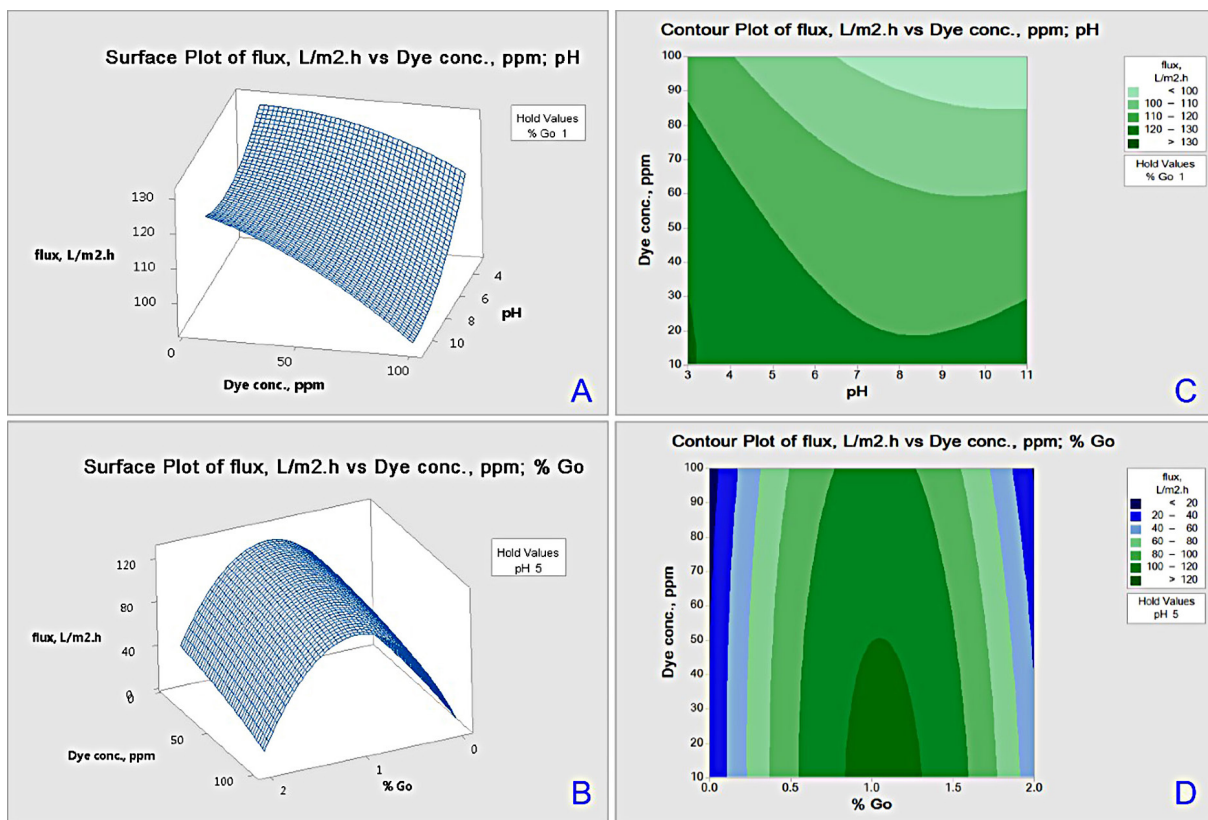 Surface Plot of flux, L/m2.h vs Dye conc., ppm; pH
Hold Values
% Go 1
130
120
flux, L/m2.h
110
100
0
50
100
Dye conc., ppm
4
6
8
10
pH
A
Contour Plot of flux, L/m2.h vs Dye conc., ppm; pH
100
90
80
70
60
50
40
30
20
10
Dye conc., ppm
3 4 5 6 7 8 9 10 11
pH
flux,
L/m2.h
< 100
100 – 110
110 – 120
120 – 130
> 130
Hold Values
% Go 1
C
Surface Plot of flux, L/m2.h vs Dye conc., ppm; % Go
Hold Values
pH 5
120
80
flux, L/m2.h
40
0
0
50
100
Dye conc., ppm
2
1
0
% Go
B
Contour Plot of flux, L/m2.h vs Dye conc., ppm; % Go
100
90
80
70
60
50
40
30
20
10
Dye conc., ppm
0.0 0.5 1.0 1.5 2.0
% Go
flux,
L/m2.h
< 20
20 – 40
40 – 60
60 – 80
80 – 100
100 – 120
> 120
Hold Values
pH 5
D